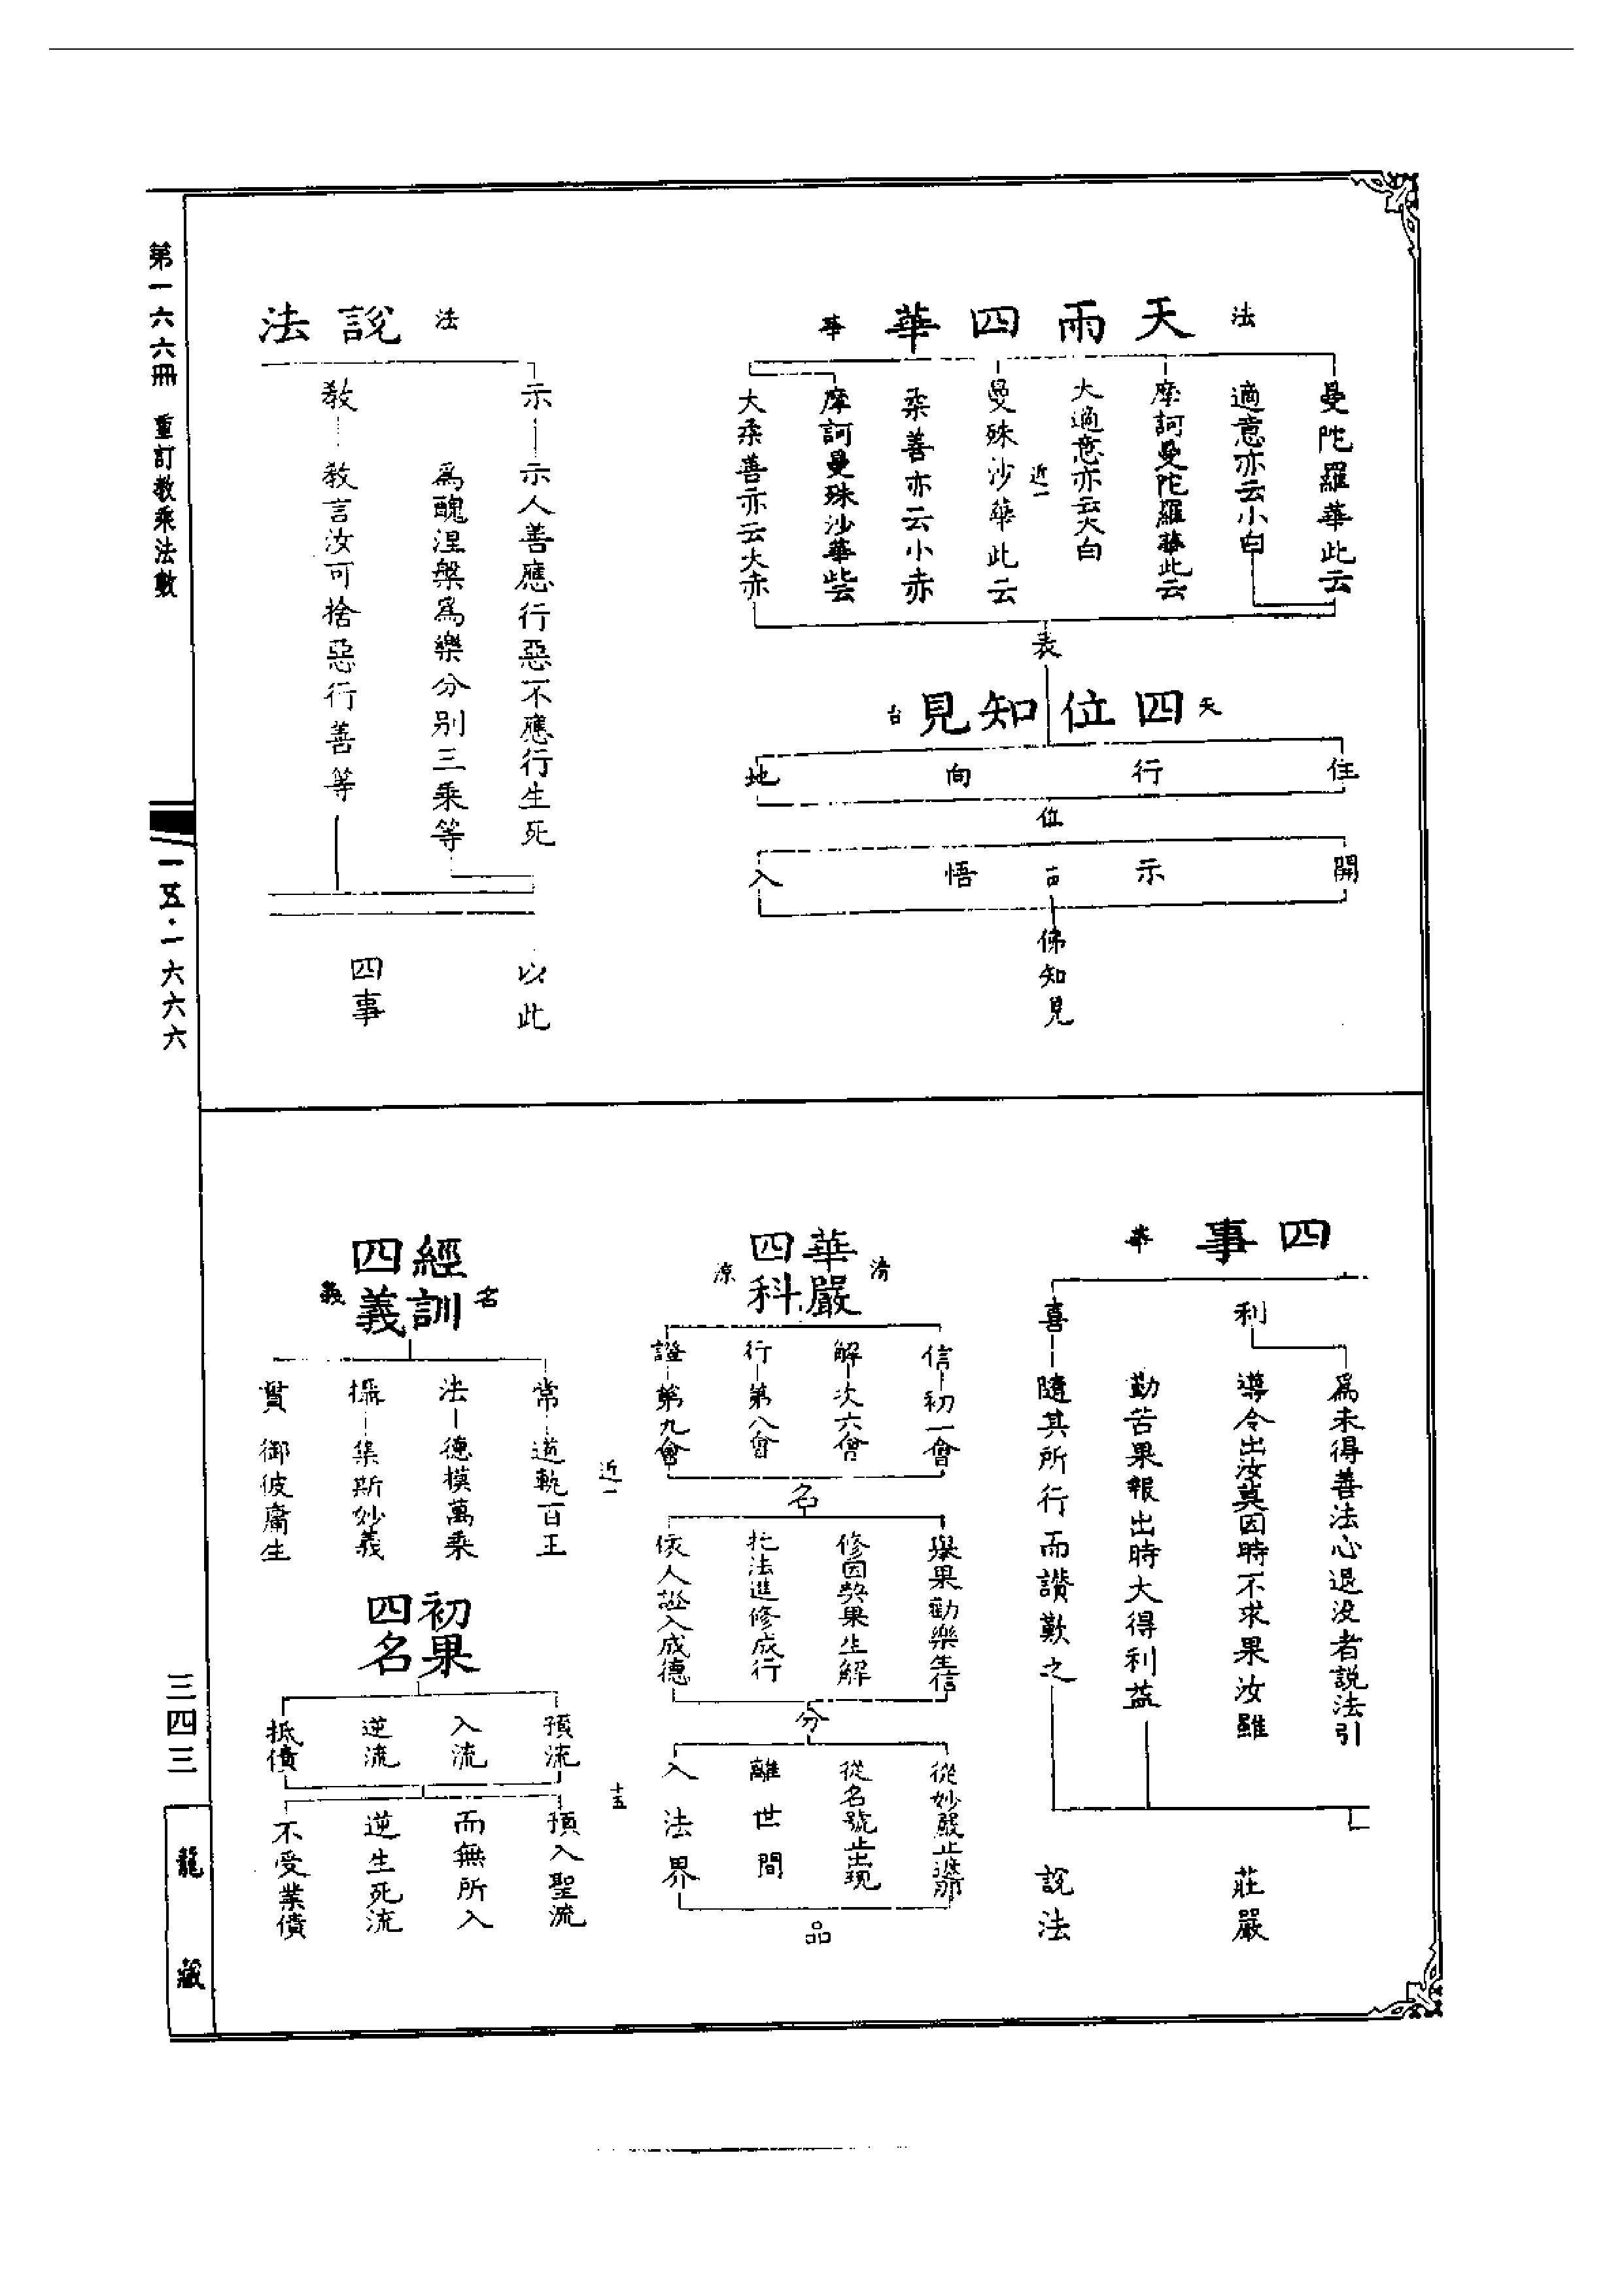 法 天雨四華 華
曼陀羅華此云
適意亦云小白
摩訶曼陀羅華此云
大適意亦云大白
近一
曼殊沙華此云
柔善亦云小赤
摩訶曼殊沙華此云
大柔善亦云大赤
表
天 四位知見 台
住
行
向
地
位
開
示
悟
入
佛知見
法 說法
示
示人善應行惡不應行生死
為醜涅槃為樂分別三乘等
教
教言汝可捨惡行善等
以此
四事
四事 華
利
為未得善法心退没者説法引
導令出汝莫因時不求果汝雖
勤苦果報出時大得利益
喜
隨其所行而讃歎之
莊嚴
說法
清 華嚴四科 涼
信 初一會
解 次六會
行 第八會
證 第九會
名
舉果勸樂生信
修因契果生解
托法進修成行
依人證入成德
分
從妙嚴止遮那
從名號止出現
離世間
入法界
品
近一
十五
名 經訓四義 義
常 道軌百王
法 德模萬乘
攝 集斯妙義
貫 御彼庸生
初果四名
預流
入流
逆流
抵債
預入聖流
而無所入
逆生死流
不受業債
第一六六冊 重訂教乘法數
一五·一六六六
三四三
龍藏